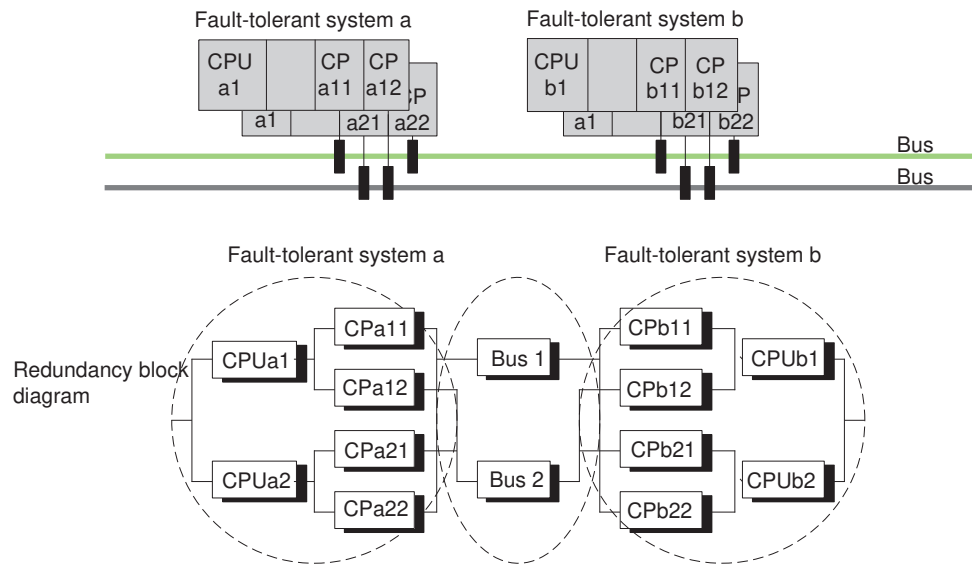 Fault-tolerant system a
Fault-tolerant system b
CPU
a1
CP
a11
CP
a12
CPU
b1
CP
b11
CP
b12
a1
a21
CP
a22
a1
b21
P
b22
Bus
Bus
Fault-tolerant system a
Fault-tolerant system b
Redundancy block
diagram
CPUa1
CPa11
CPa12
Bus 1
CPb11
CPb12
CPUb1
CPUa2
CPa21
CPa22
Bus 2
CPb21
CPb22
CPUb2